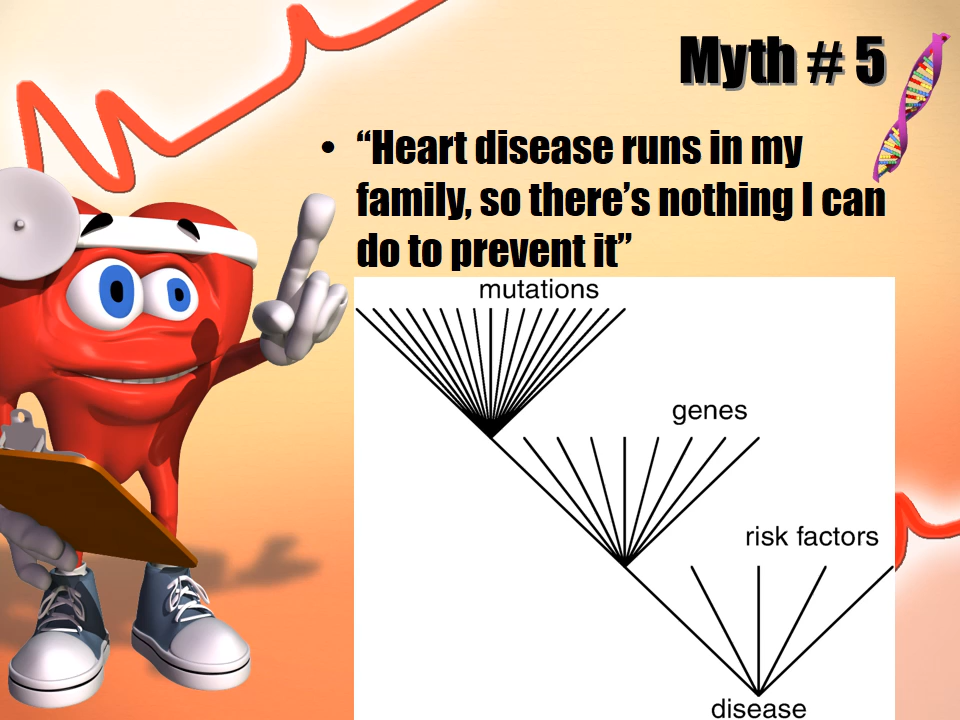 Myth # 5
• “Heart disease runs in my
family, so there’s nothing I can
do to prevent it”
mutations
genes
risk factors
disease